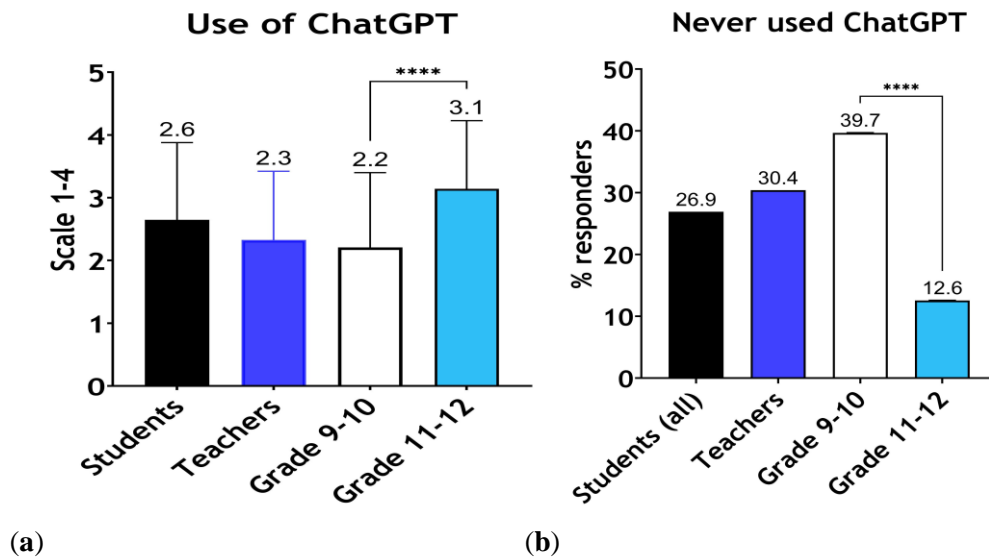 Use of ChatGPT
Scale 1-4
5
4
3
2
1
0
2.6
2.3
2.2
3.1
****
Students
Teachers
Grade 9-10
Grade 11-12
(a)
Never used ChatGPT
% responders
50
40
30
20
10
0
26.9
30.4
39.7
12.6
****
Students (all)
Teachers
Grade 9-10
Grade 11-12
(b)